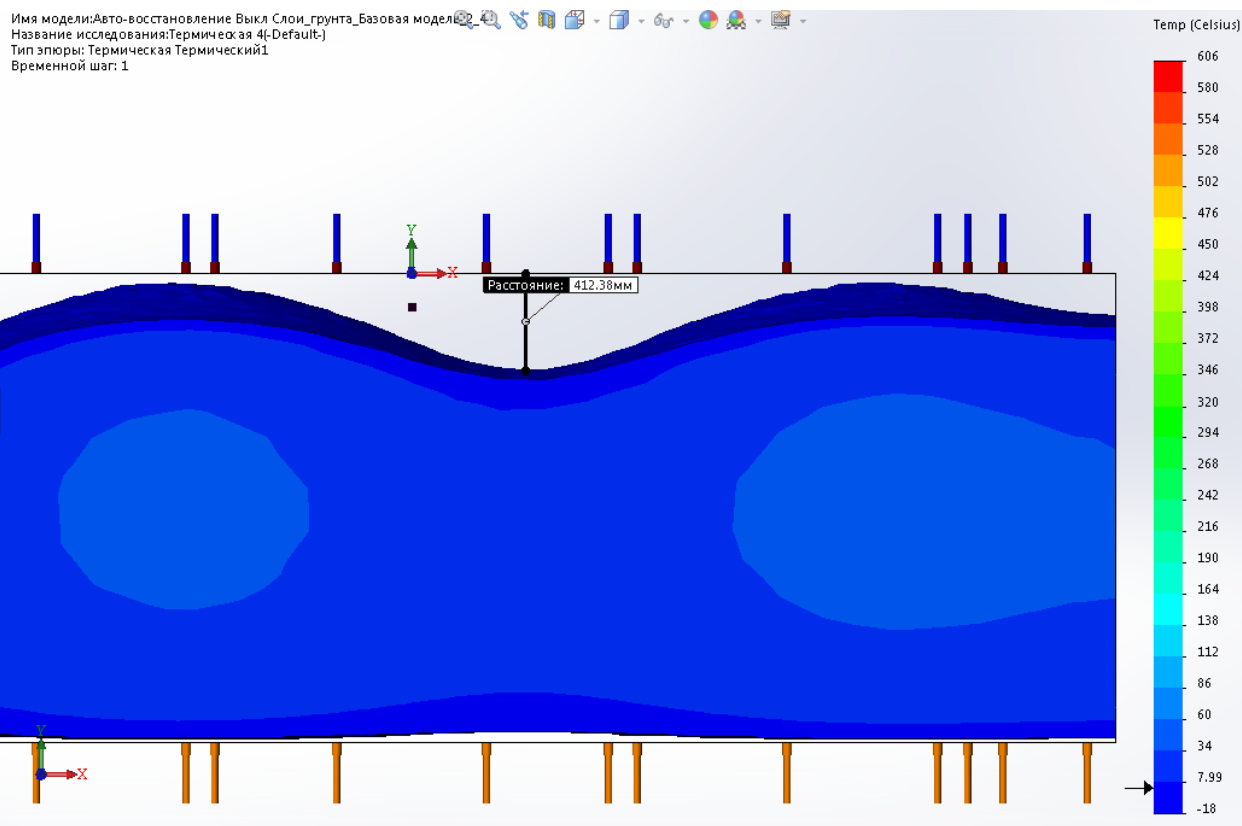 Имя модели:Авто-восстановление Выкл Слои_грунта_Базовая модель2_4
Название исследования:Термическая 4(-Default-)
Тип эпюры: Термическая Термический1
Временной шаг: 1
Temp (Celsius)
606
580
554
528
502
476
450
424
398
372
346
320
294
268
242
216
190
164
138
112
86
60
34
7.99
-18
Y
X
Расстояние: 412.38мм
Y
X